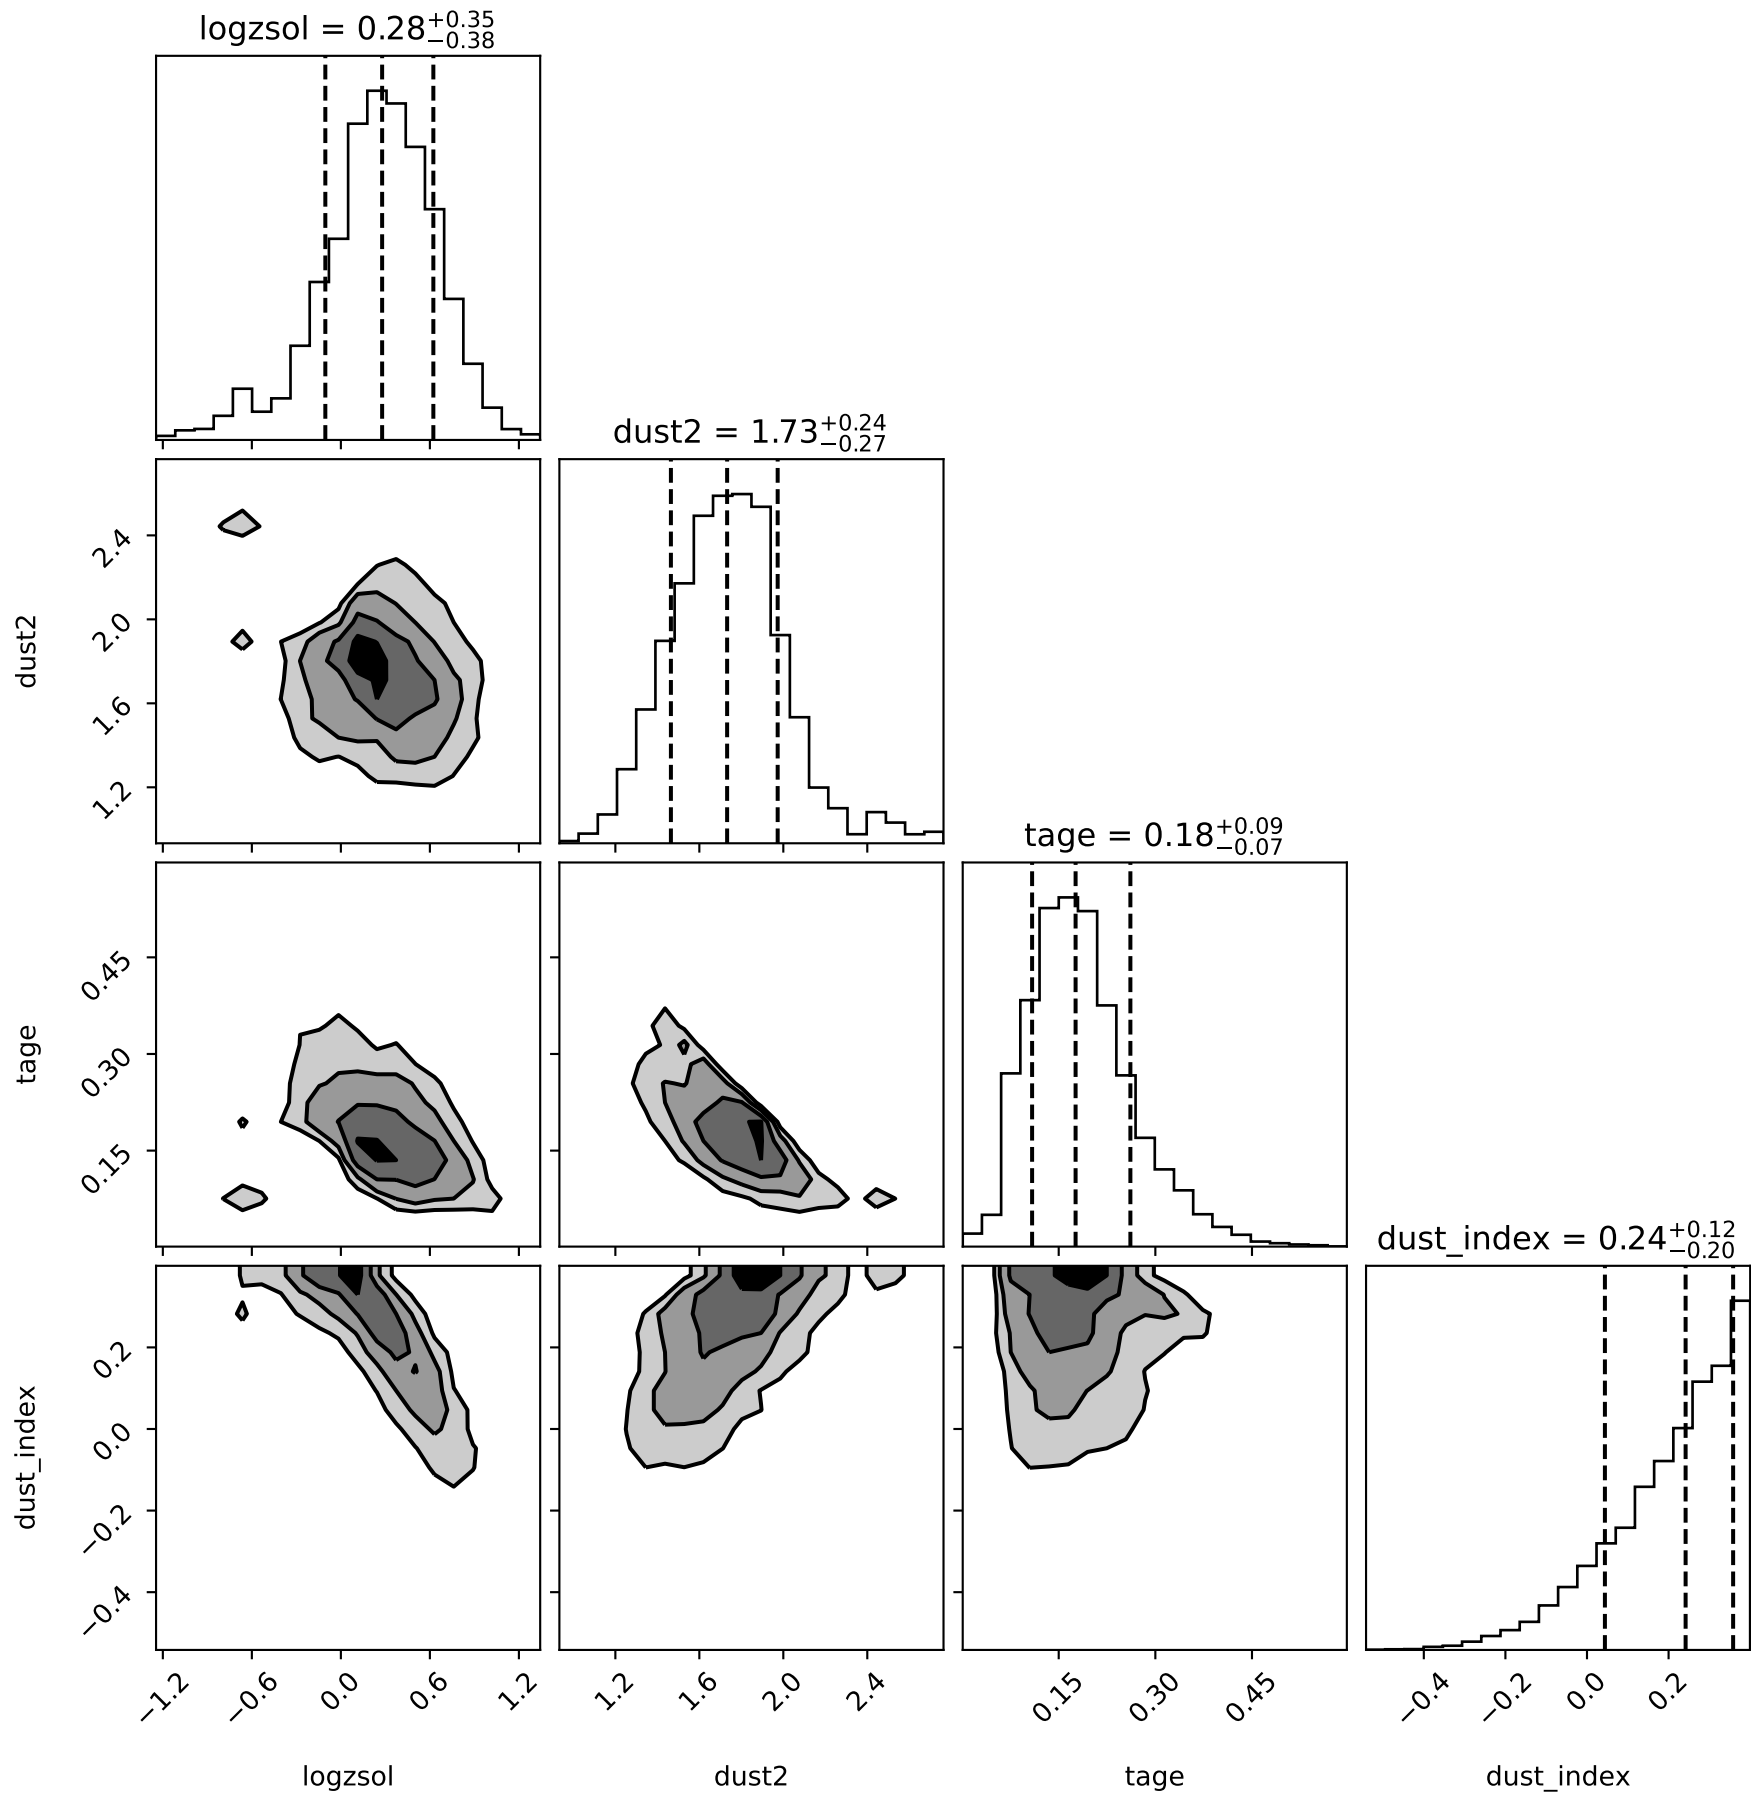 logzsol = 0.28+0.35−0.38
dust2 = 1.73+0.24−0.27
2.4
2.0
1.6
1.2
dust2
tage = 0.18+0.09−0.07
0.45
0.30
0.15
tage
dust_index = 0.24+0.12−0.20
0.2
0.0
−0.2
−0.4
dust_index
−1.2 −0.6 0.0 0.6 1.2 1.2 1.6 2.0 2.4 0.15 0.30 0.45 −0.4 −0.2 0.0 0.2
logzsol dust2 tage dust_index